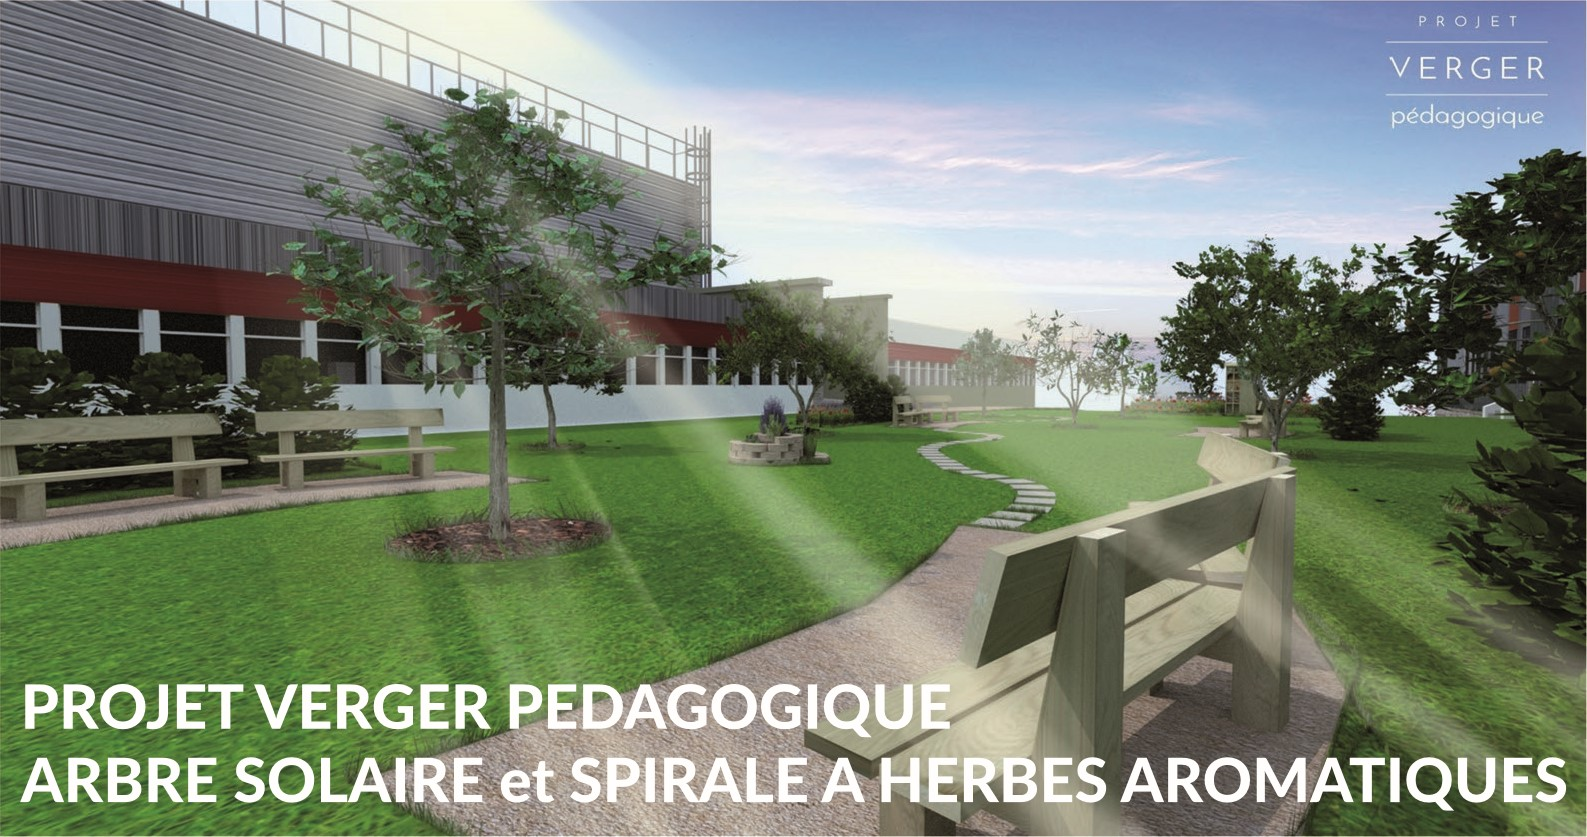 PROJET
VERGER
pédagogique
PROJET VERGER PEDAGOGIQUE
ARBRE SOLAIRE et SPIRALE A HERBES AROMATIQUES